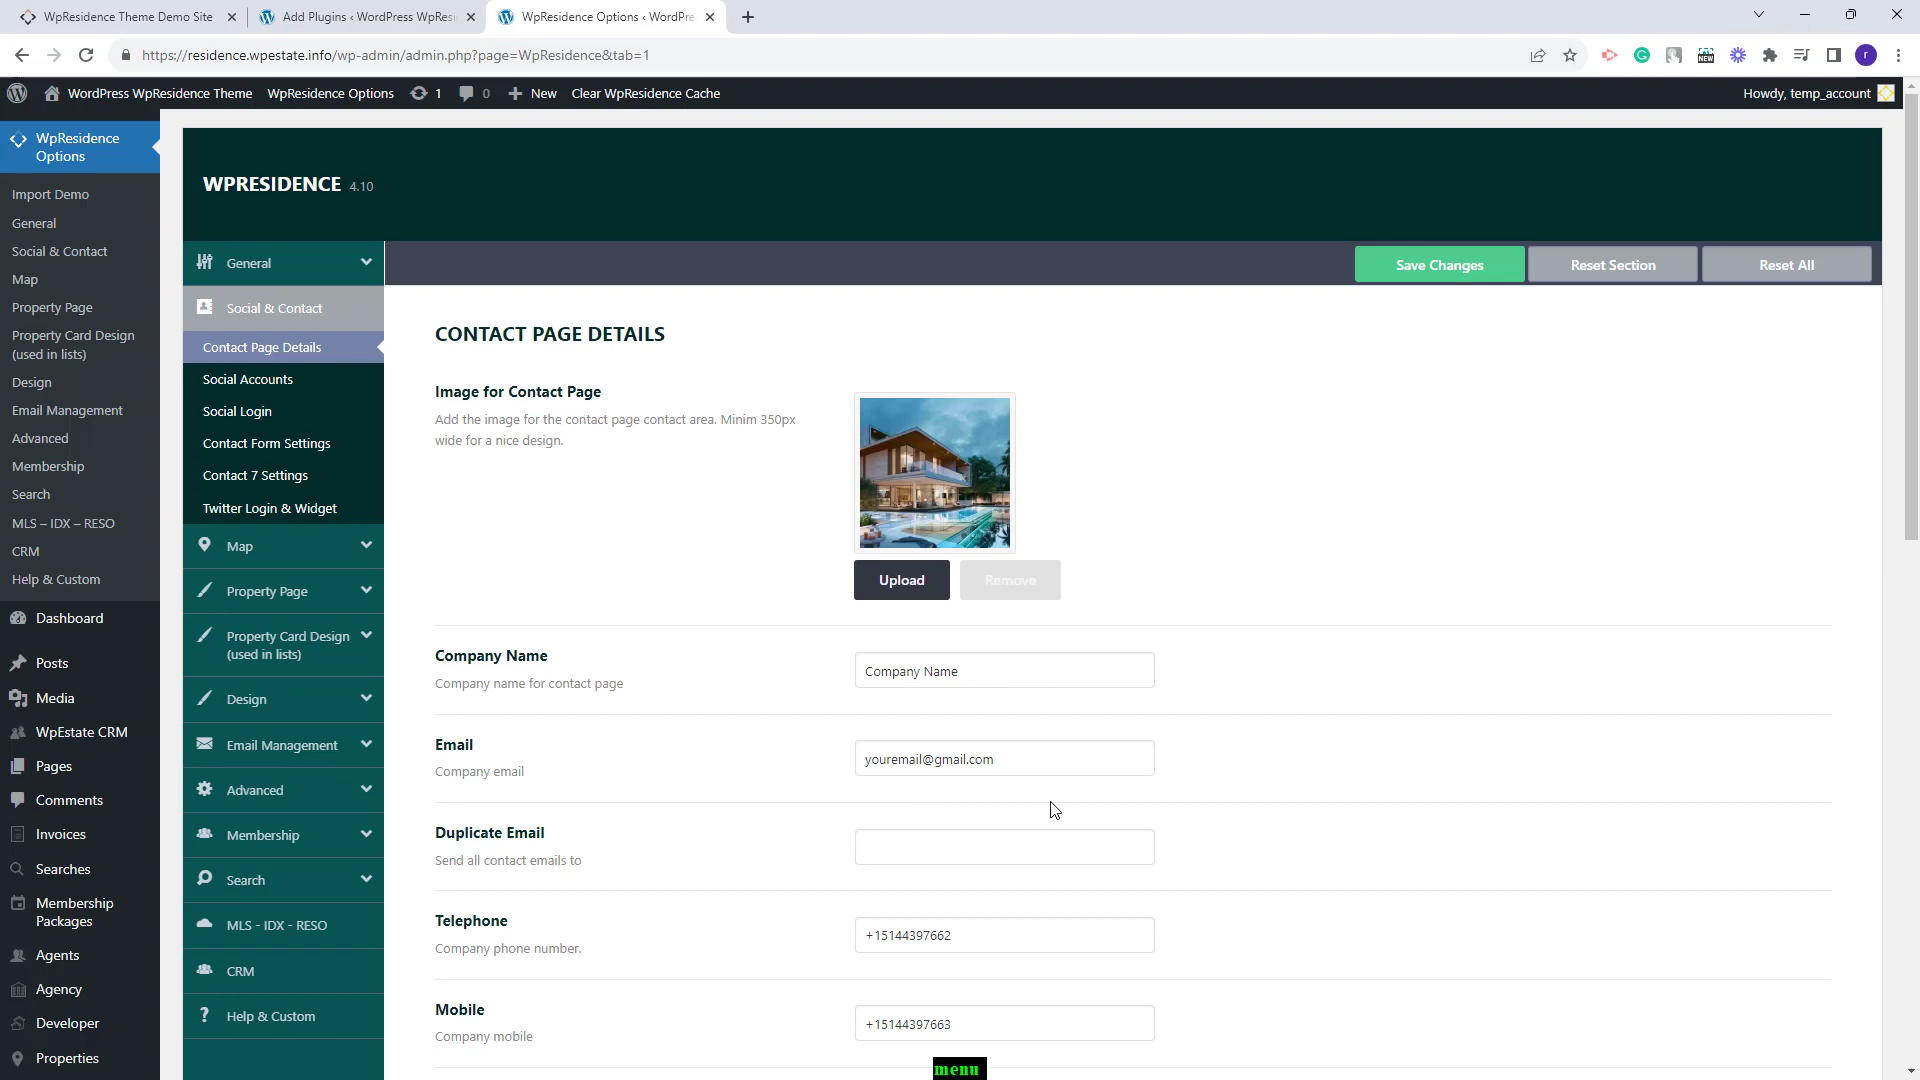 WpResidence Theme Demo Site
Add Plugins ‹ WordPress WpResi
WpResidence Options ‹ WordPre
https://residence.wpestate.info/wp-admin/admin.php?page=WpResidence&tab=1
NEW
r
WordPress WpResidence Theme
WpResidence Options
1
0
New
Clear WpResidence Cache
Howdy, temp_account
WpResidence
Options
Import Demo
General
Social & Contact
Map
Property Page
Property Card Design
(used in lists)
Design
Email Management
Advanced
Membership
Search
MLS – IDX – RESO
CRM
Help & Custom
Dashboard
Posts
Media
WpEstate CRM
Pages
Comments
Invoices
Searches
Membership
Packages
Agents
Agency
Developer
Properties
WPRESIDENCE 4.10
General
Social & Contact
Contact Page Details
Social Accounts
Social Login
Contact Form Settings
Contact 7 Settings
Twitter Login & Widget
Map
Property Page
Property Card Design
(used in lists)
Design
Email Management
Advanced
Membership
Search
MLS - IDX - RESO
CRM
Help & Custom
Save Changes
Reset Section
Reset All
CONTACT PAGE DETAILS
Image for Contact Page
Add the image for the contact page contact area. Minim 350px
wide for a nice design.
Upload
Remove
Company Name
Company name for contact page
Company Name
Email
Company email
youremail@gmail.com
Duplicate Email
Send all contact emails to
Telephone
Company phone number.
+15144397662
Mobile
Company mobile
+15144397663
menu